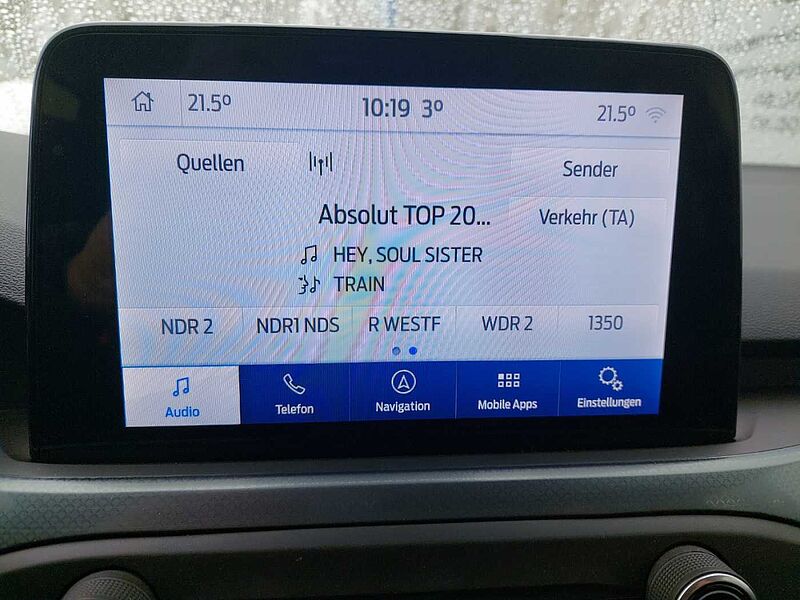 21.5° 10:19 3° 21.5°
Quellen Sender
Absolut TOP 20... Verkehr (TA)
HEY, SOUL SISTER
TRAIN
NDR 2 NDR1 NDS R WESTF WDR 2 1350
Audio Telefon Navigation Mobile Apps Einstellungen